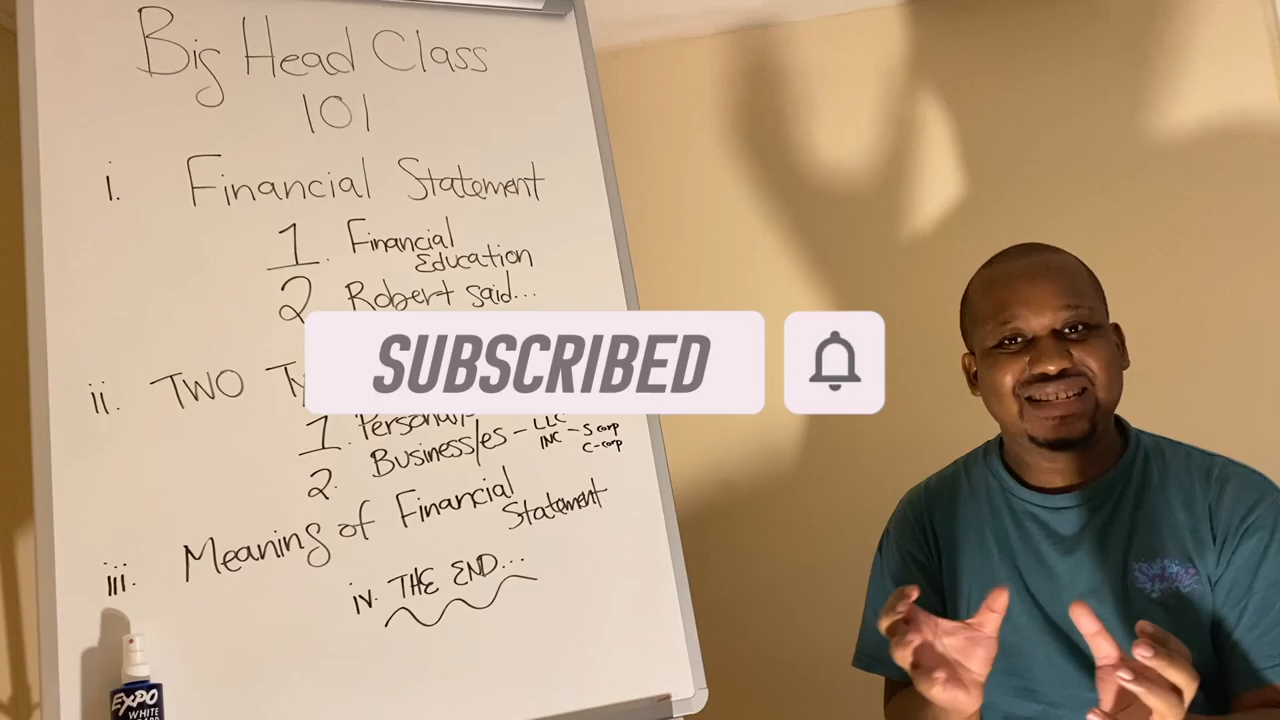 Big Head Class
101
i. Financial Statement
1. Financial
Education
2 Robert said...
SUBSCRIBED
ii. TWO
1. Personal
2. Business/es - LLC
INC - S corp
C-corp
iii. Meaning of Financial
Statement
iv. THE END...
EXPO
WHITE